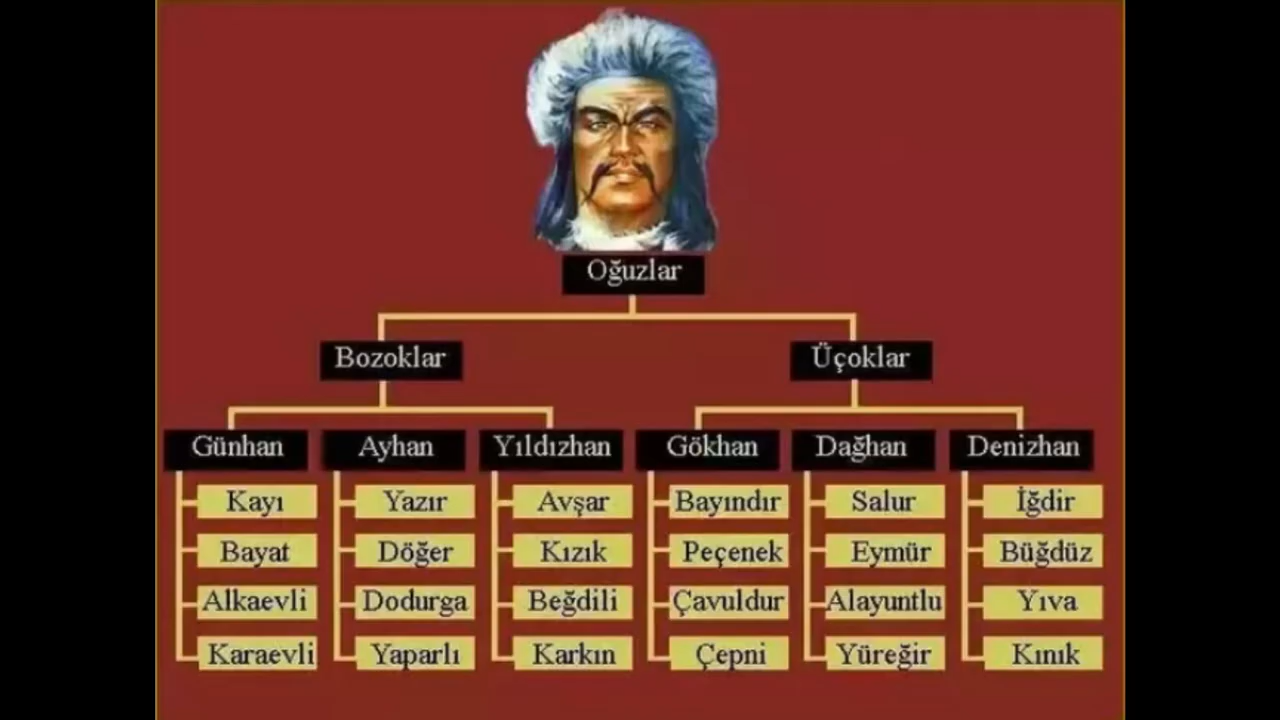 Oğuzlar
Bozoklar Üçoklar
Günhan Ayhan Yıldızhan Gökhan Dağhan Denizhan
Kayı Yazır Avşar Bayındır Salur İğdir
Bayat Döğer Kızık Peçenek Eymür Büğdüz
Alkaevli Dodurga Beğdili Çavuldur Alayuntlu Yıva
Karaevli Yaparlı Karkın Çepni Yüreğir Kınık